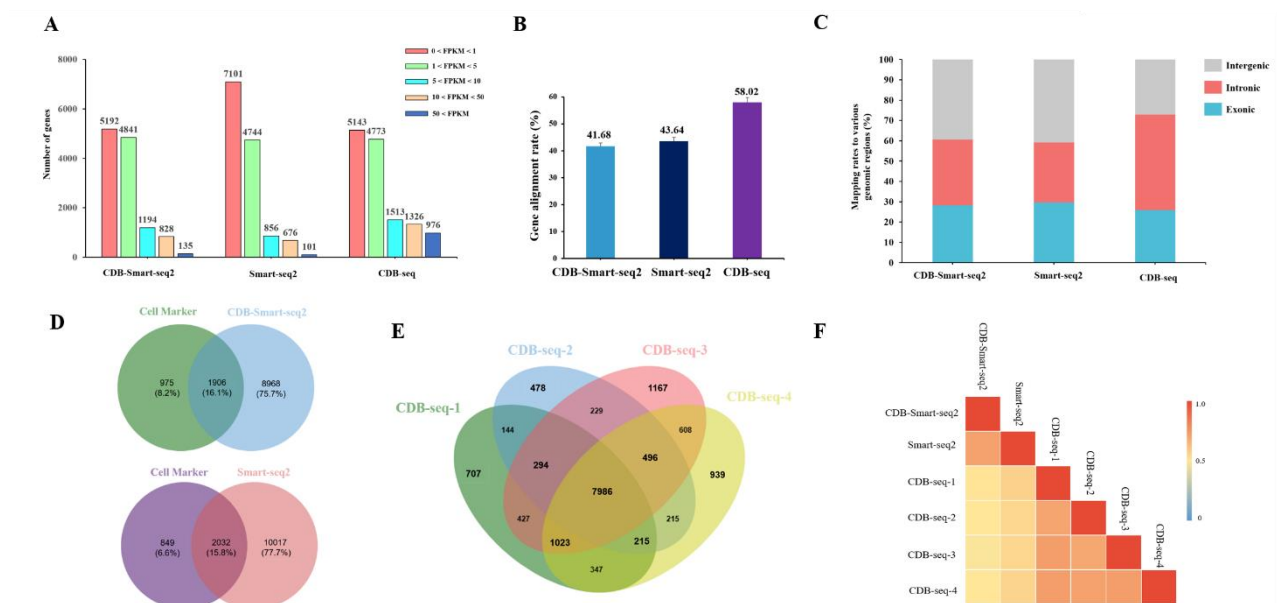 A
8000
6000
4000
2000
0
Number of genes
0 < FPKM < 1
1 < FPKM < 5
5 < FPKM < 10
10 < FPKM < 50
50 < FPKM
5192
4841
1194
828
135
7101
4744
856
676
101
5143
4773
1513
1326
976
CDB-Smart-seq2
Smart-seq2
CDB-seq
B
60
50
40
30
20
10
0
Gene alignment rate (%)
41.68
43.64
58.02
CDB-Smart-seq2
Smart-seq2
CDB-seq
C
100
90
80
70
60
50
40
30
20
10
0
Mapping rates to various
genomic regions (%)
Intergenic
Intronic
Exonic
CDB-Smart-seq2
Smart-seq2
CDB-seq
D
Cell Marker
CDB-Smart-seq2
975
(8.2%)
1906
(16.1%)
8968
(75.7%)
Cell Marker
Smart-seq2
849
(6.6%)
2032
(15.8%)
10017
(77.7%)
E
CDB-seq-2
CDB-seq-3
CDB-seq-1
CDB-seq-4
478
1167
229
144
608
707
294
496
939
7986
427
215
1023
215
347
F
CDB-Smart-seq2
Smart-seq2
CDB-seq-1
CDB-seq-2
CDB-seq-3
CDB-seq-4
CDB-Smart-seq2
Smart-seq2
CDB-seq-1
CDB-seq-2
CDB-seq-3
CDB-seq-4
1.0
0.5
0